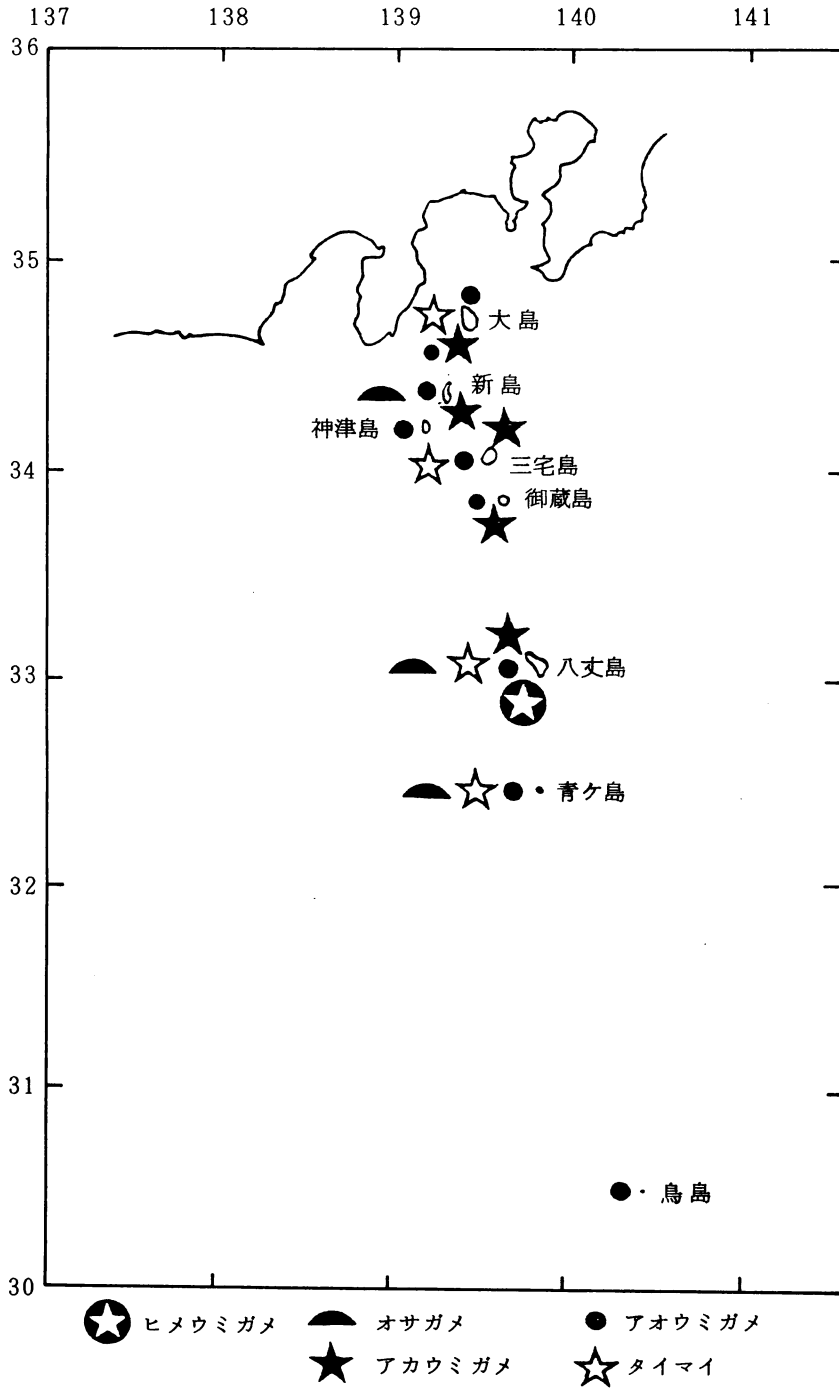 137 138 139 140 141
36
35
大島
新島
神津島
34
三宅島
御蔵島
33
八丈島
青ケ島
32
31
鳥島
30
ヒメウミガメ オサガメ アオウミガメ
アカウミガメ タイマイ